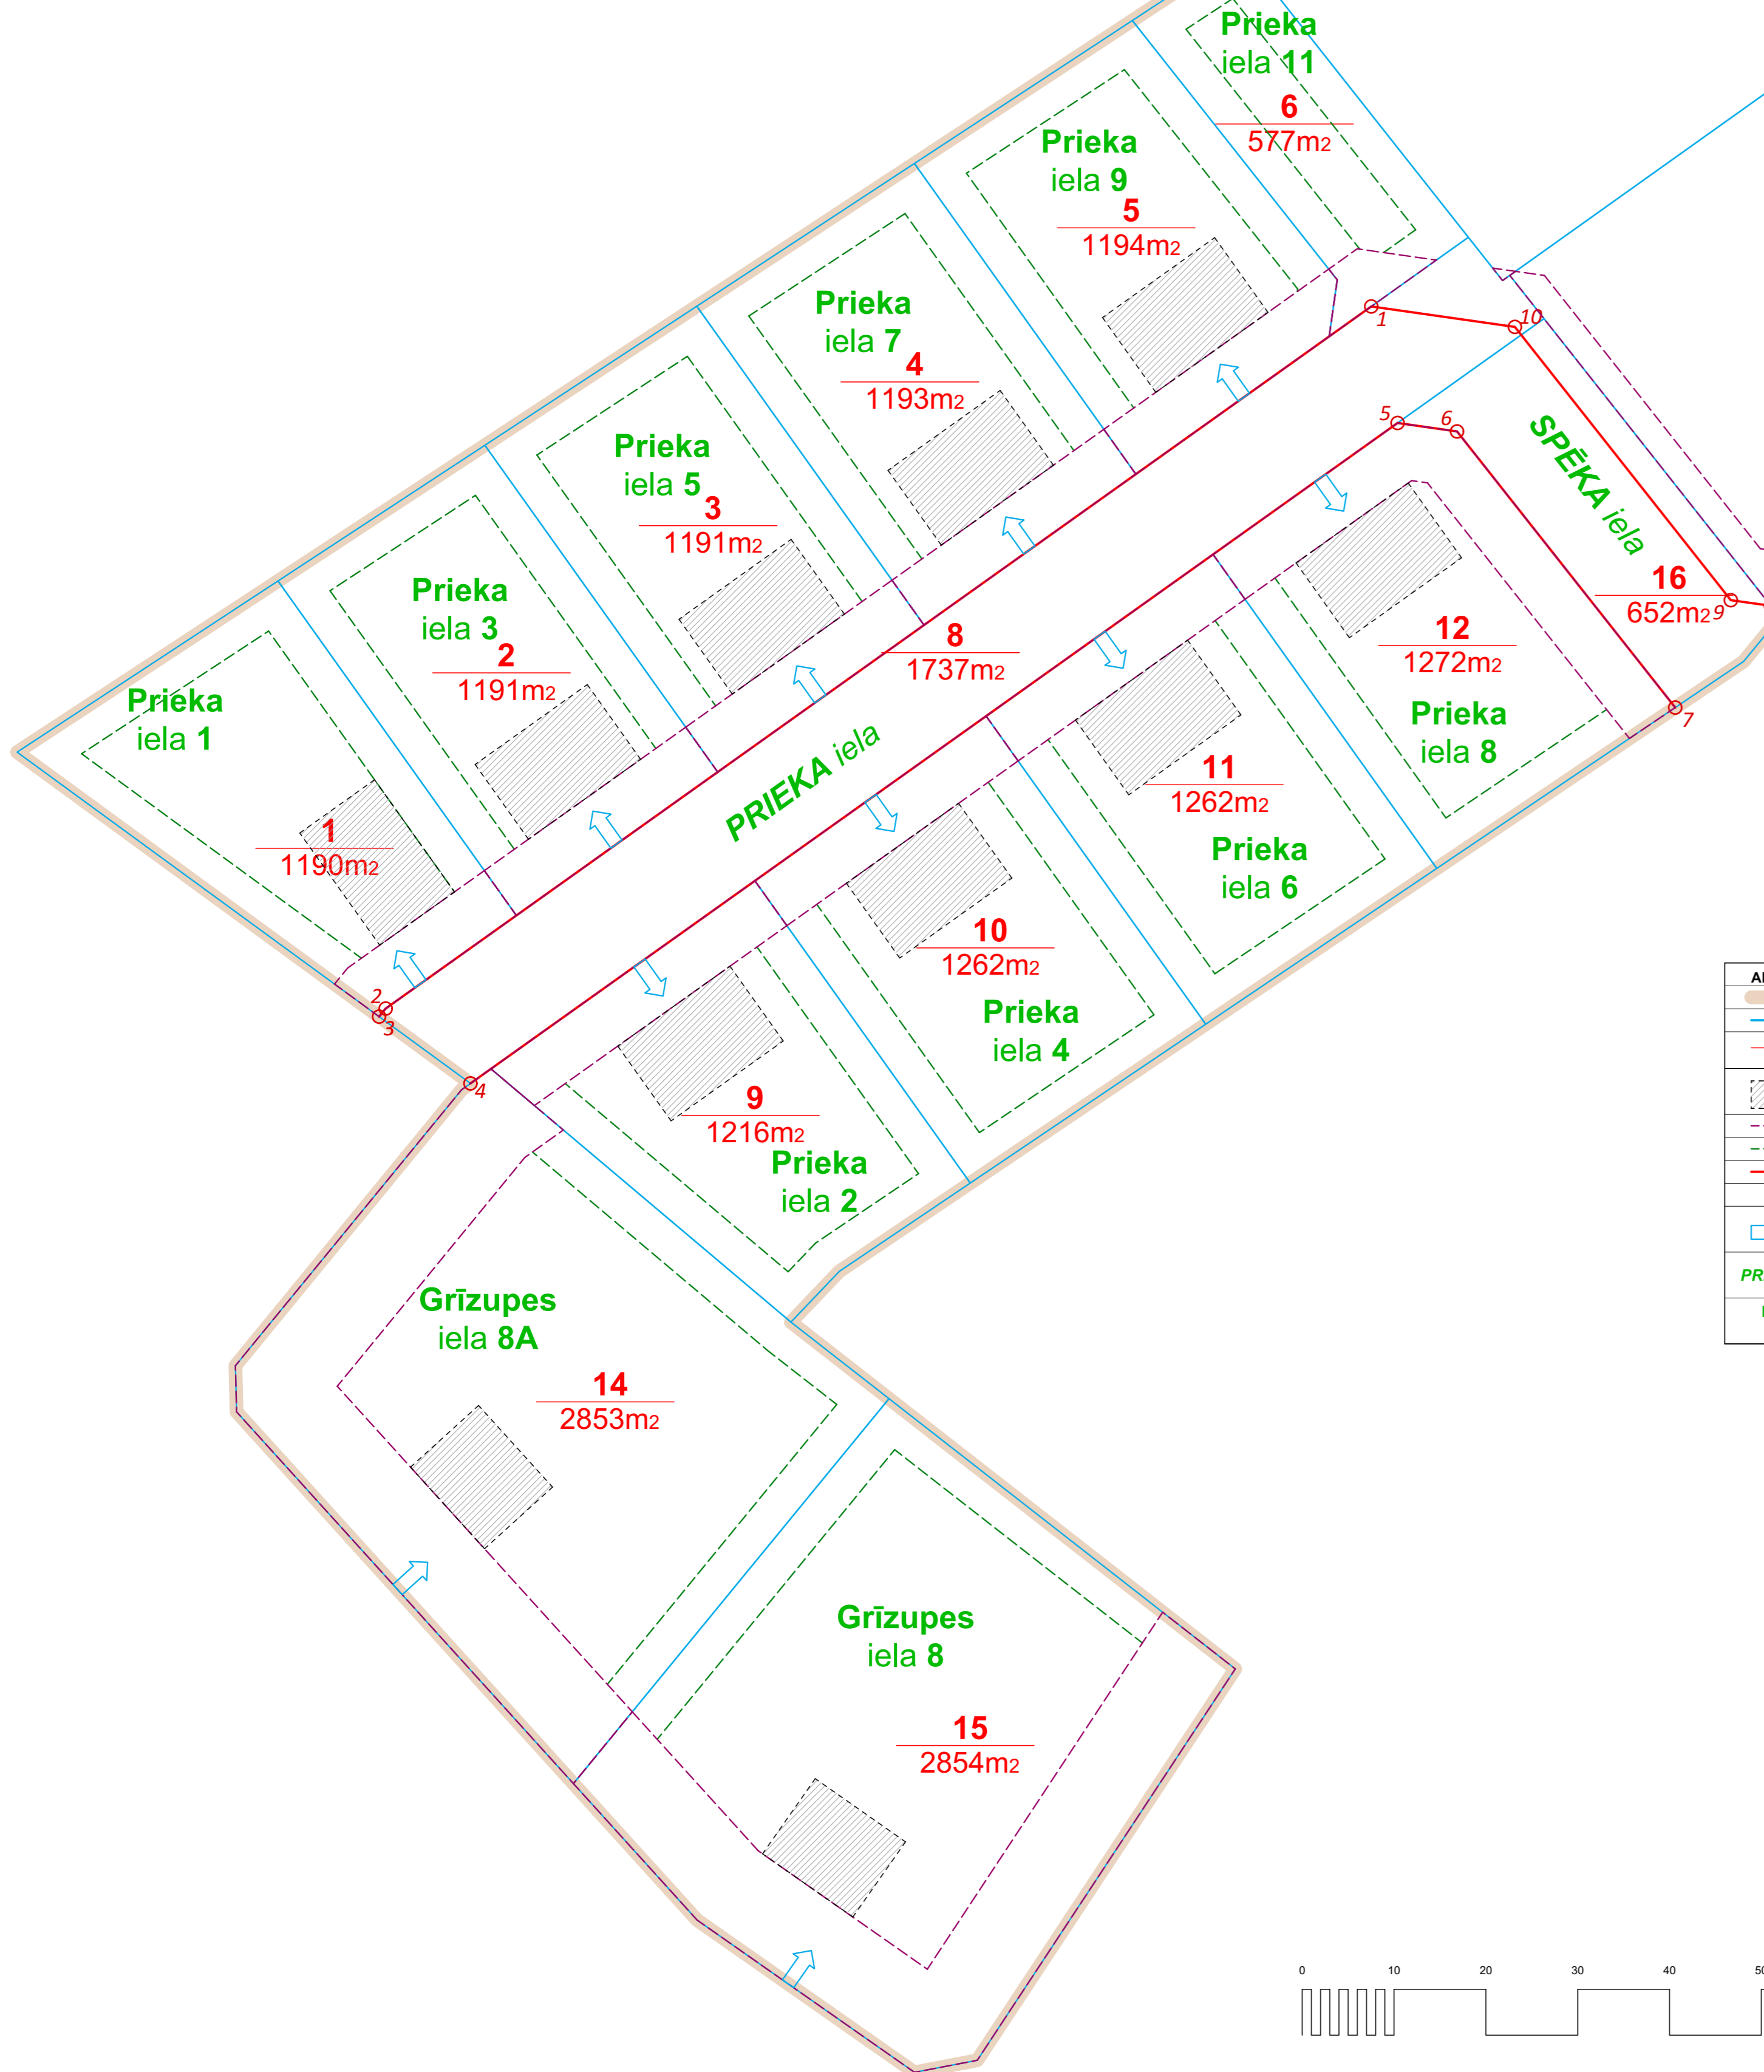 Prieka
iela 11
6
577m2
Prieka
iela 9
5
1194m2
Prieka
iela 7
4
1193m2
1
10
Prieka
iela 5
3
1191m2
5
6
SPĒKA iela
16
652m2
9
Prieka
iela 3
2
1191m2
8
1737m2
12
1272m2
Prieka
iela 8
7
Prieka
iela 1
1
1190m2
PRIEKA iela
11
1262m2
Prieka
iela 6
10
1262m2
Prieka
iela 4
2
3
4
9
1216m2
Prieka
iela 2
Grīzupes
iela 8A
14
2853m2
Grīzupes
iela 8
15
2854m2
0 10 20 30 40